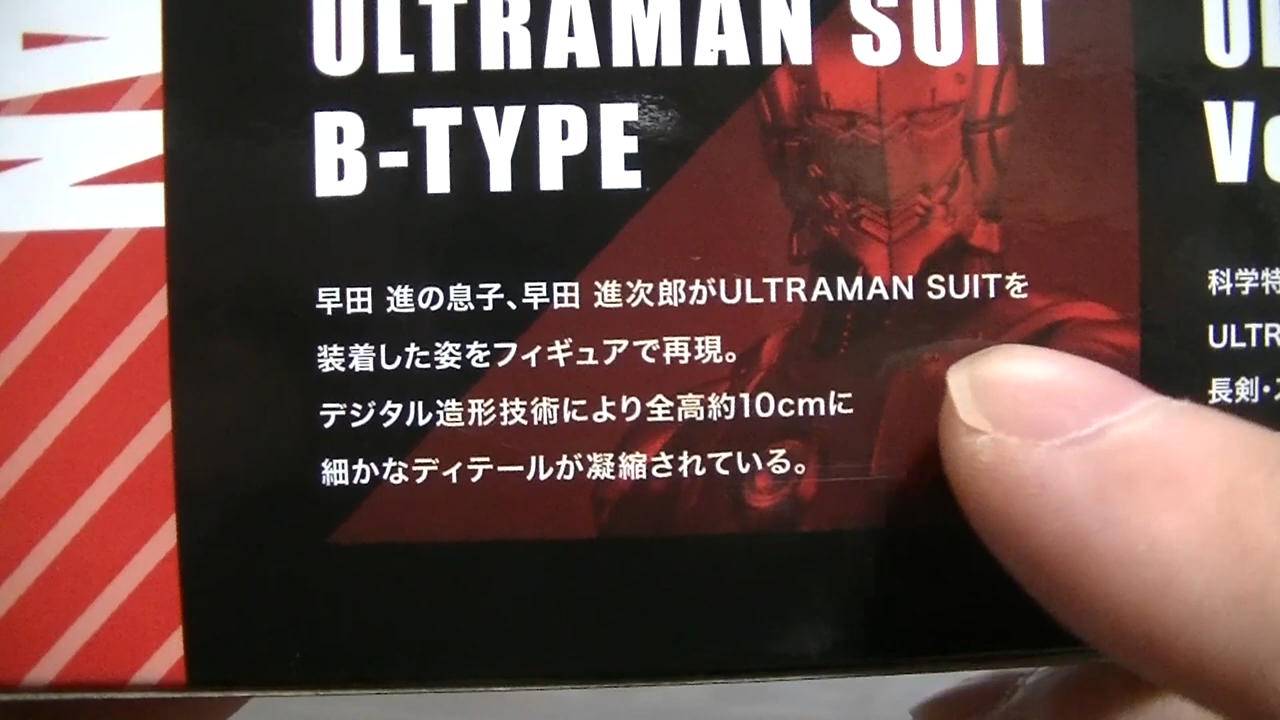 ULTRAMAN SUIT
B-TYPE
早田 進の息子、早田 進次郎がULTRAMAN SUITを
装着した姿をフィギュアで再現。
デジタル造形技術により全高約10cmに
細かなディテールが凝縮されている。
科学特
ULTR
長剣・